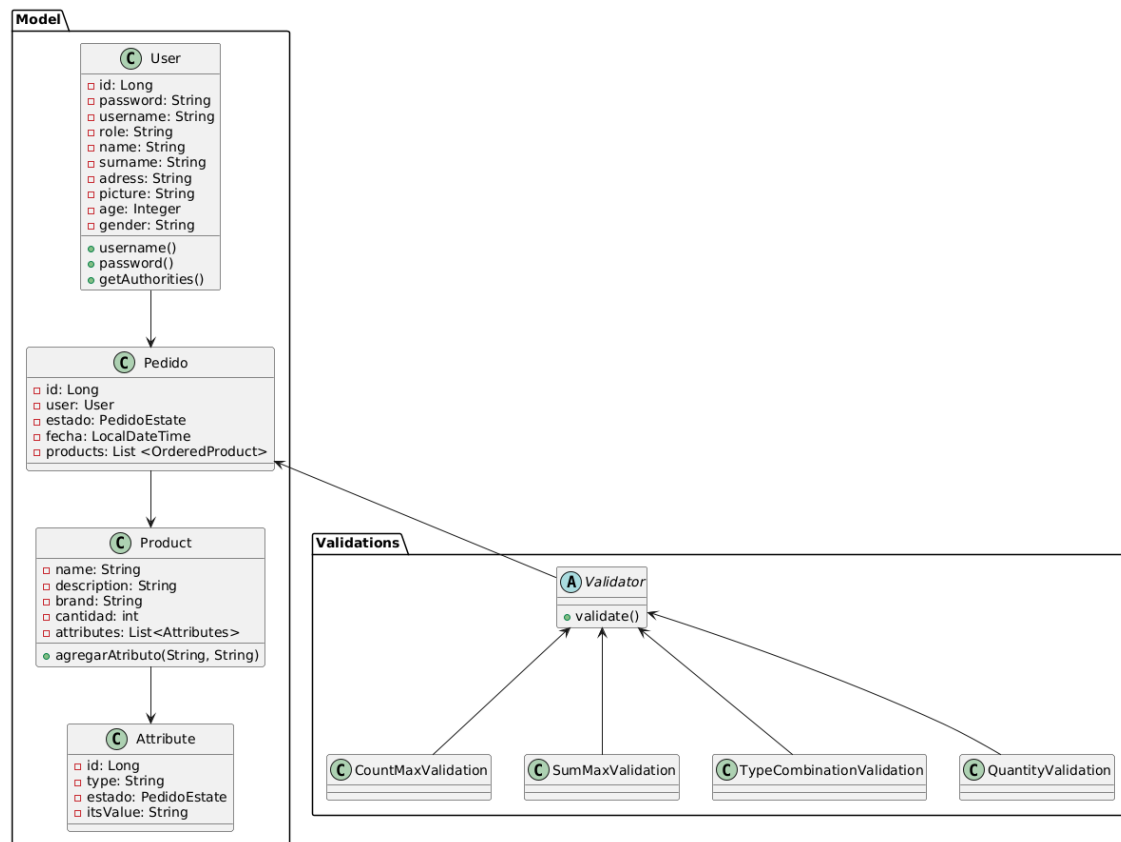 Model
C User
id: Long
password: String
username: String
role: String
name: String
surname: String
adress: String
picture: String
age: Integer
gender: String
username()
password()
getAuthorities()
C Pedido
id: Long
user: User
estado: PedidoEstate
fecha: LocalDateTime
products: List <OrderedProduct>
C Product
name: String
description: String
brand: String
cantidad: int
attributes: List<Attributes>
agregarAtributo(String, String)
C Attribute
id: Long
type: String
estado: PedidoEstate
itsValue: String
Validations
A Validator
validate()
C CountMaxValidation
C SumMaxValidation
C TypeCombinationValidation
C QuantityValidation